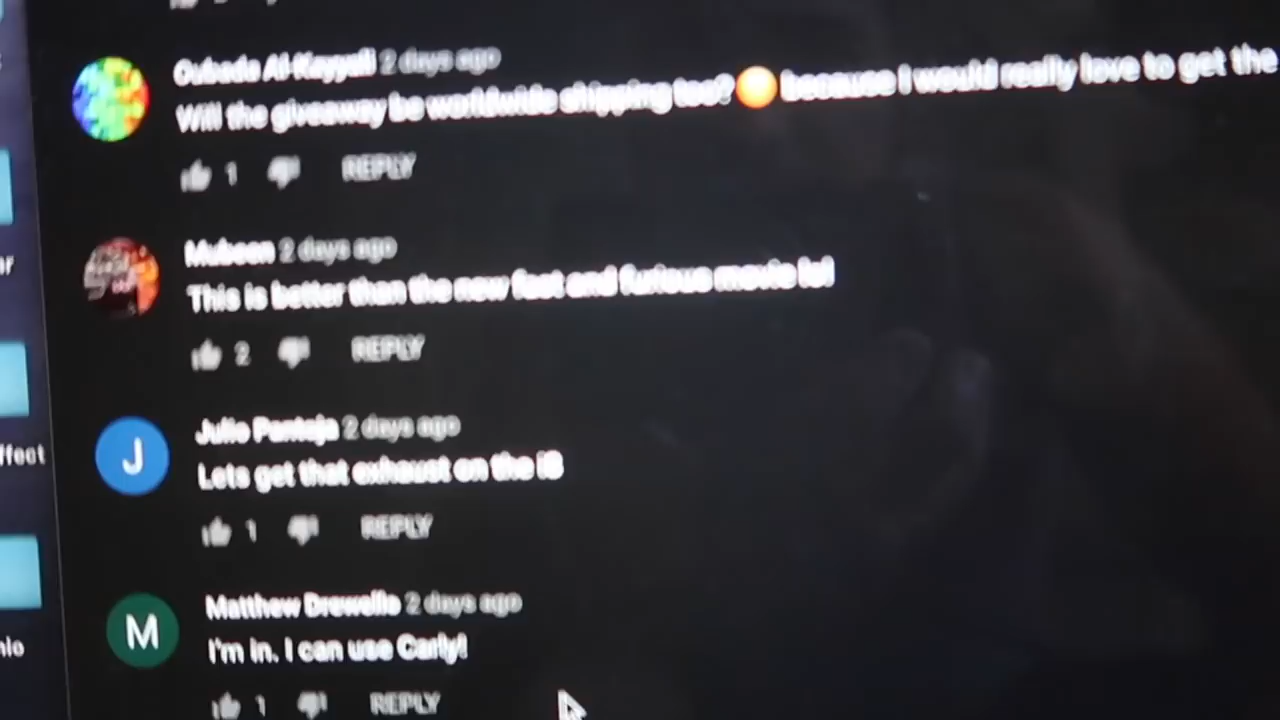 Oubada Al-Kayyali 2 days ago
Will the giveaway be worldwide shipping too? because I would really love to get the
1 REPLY
Mubeen 2 days ago
This is better than the new fast and furious movie lol
2 REPLY
J
Julio Pantoja 2 days ago
Lets get that exhaust on the i8
1 REPLY
M
Matthew 2 days ago
I'm in. I can use Carly!
1 REPLY